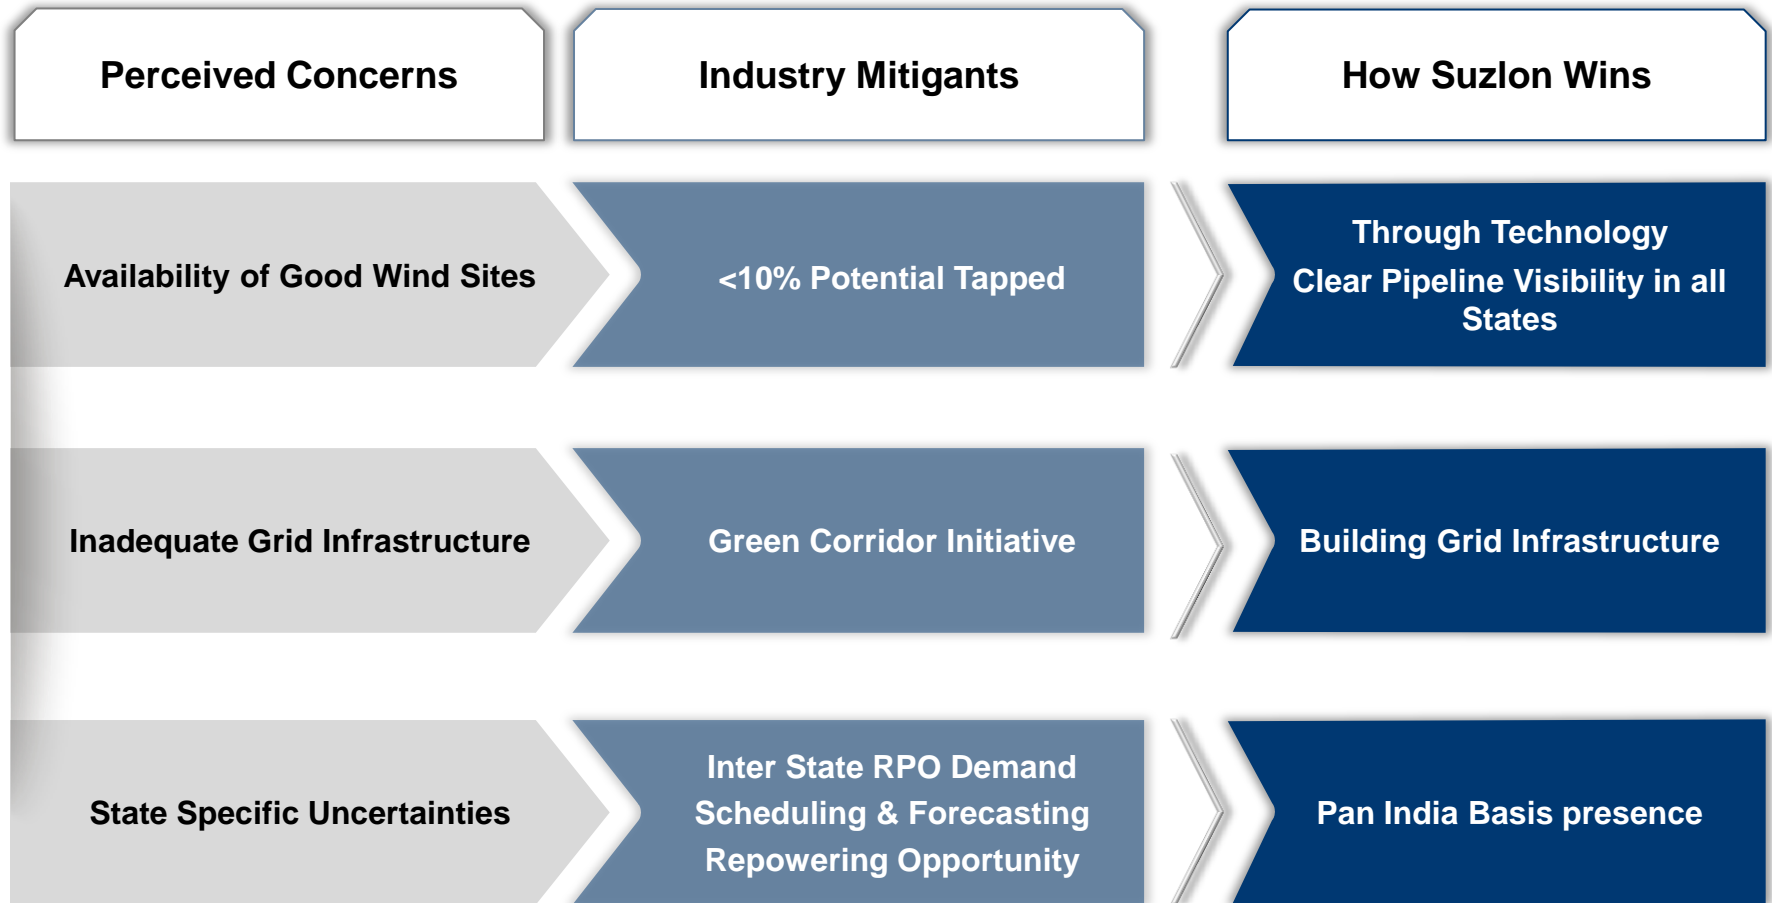 Perceived Concerns
Industry Mitigants
How Suzlon Wins
Availability of Good Wind Sites
<10% Potential Tapped
Through Technology
Clear Pipeline Visibility in all
States
Inadequate Grid Infrastructure
Green Corridor Initiative
Building Grid Infrastructure
State Specific Uncertainties
Inter State RPO Demand
Scheduling & Forecasting
Repowering Opportunity
Pan India Basis presence